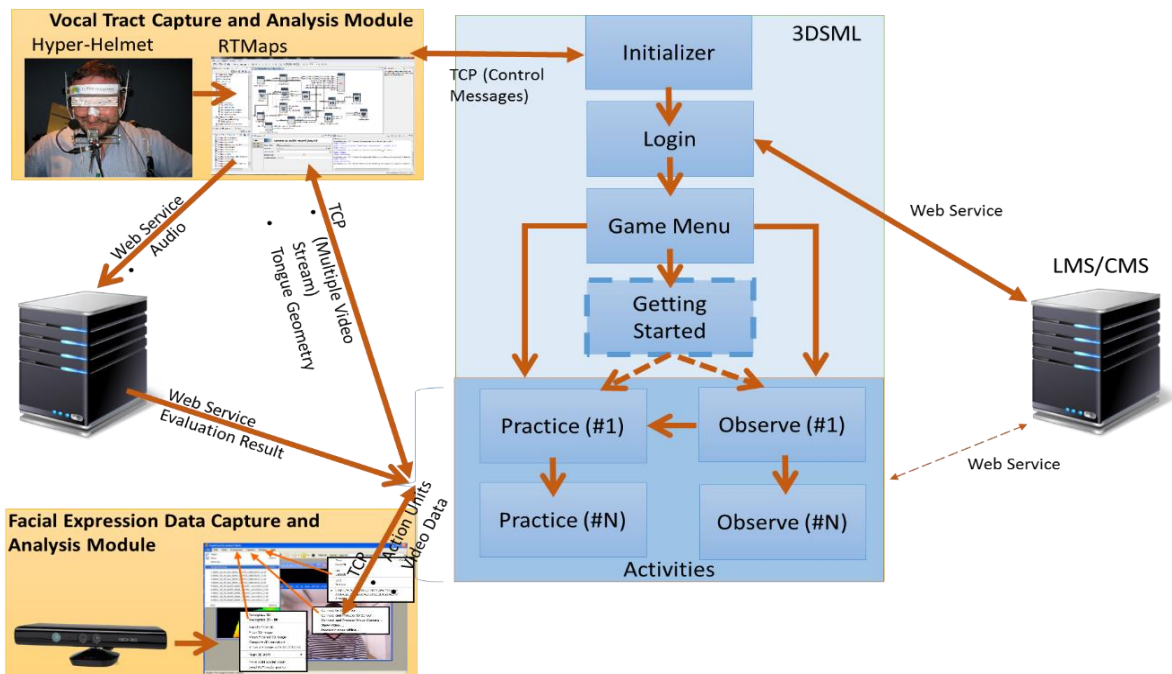 Vocal Tract Capture and Analysis Module
Hyper-Helmet
RTMaps
TCP (Control
Messages)
3DSML
Initializer
Login
Game Menu
Getting
Started
Web Service
LMS/CMS
Web Service
• Audio
TCP
• (Multiple Video
Stream)
• Tongue Geometry
Web Service
Evaluation Result
Practice (#1)
Observe (#1)
Practice (#N)
Observe (#N)
Activities
Web Service
Facial Expression Data Capture and
Analysis Module
TCP
• Action Units
• Video Data